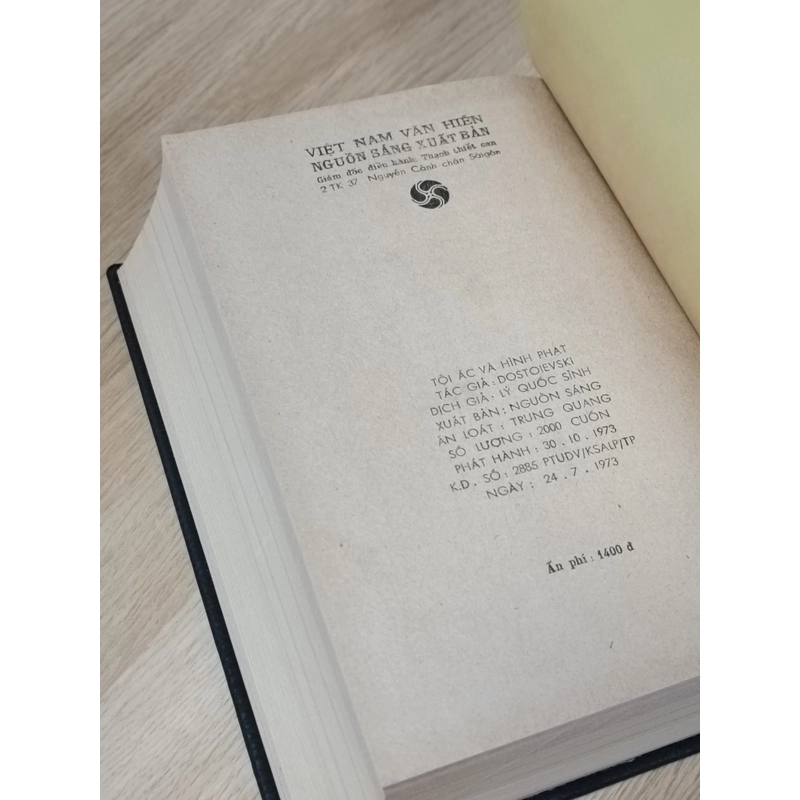 VIỆT NAM VĂN HIẾN
NGUỒN SÁNG XUẤT BẢN
Giám đốc điều hành: Thạnh thiết can
2 TK 37 Nguyễn Cảnh chân Saigòn
TỘI ÁC VÀ HÌNH PHẠT
TÁC GIẢ : DOSTOJEVSKI
DỊCH GIẢ : LÝ QUỐC SỈNH
XUẤT BẢN : NGUỒN SÁNG
ẤN LOÁT : TRUNG QUANG
SỐ LƯỢNG : 2000 CUỐN
PHÁT HÀNH : 30 . 10 . 1973
K.D. SỐ : 2885 PTUDV/KSALP/TP
NGÀY : 24 . 7 . 1973
Ấn phí : 1400 đ